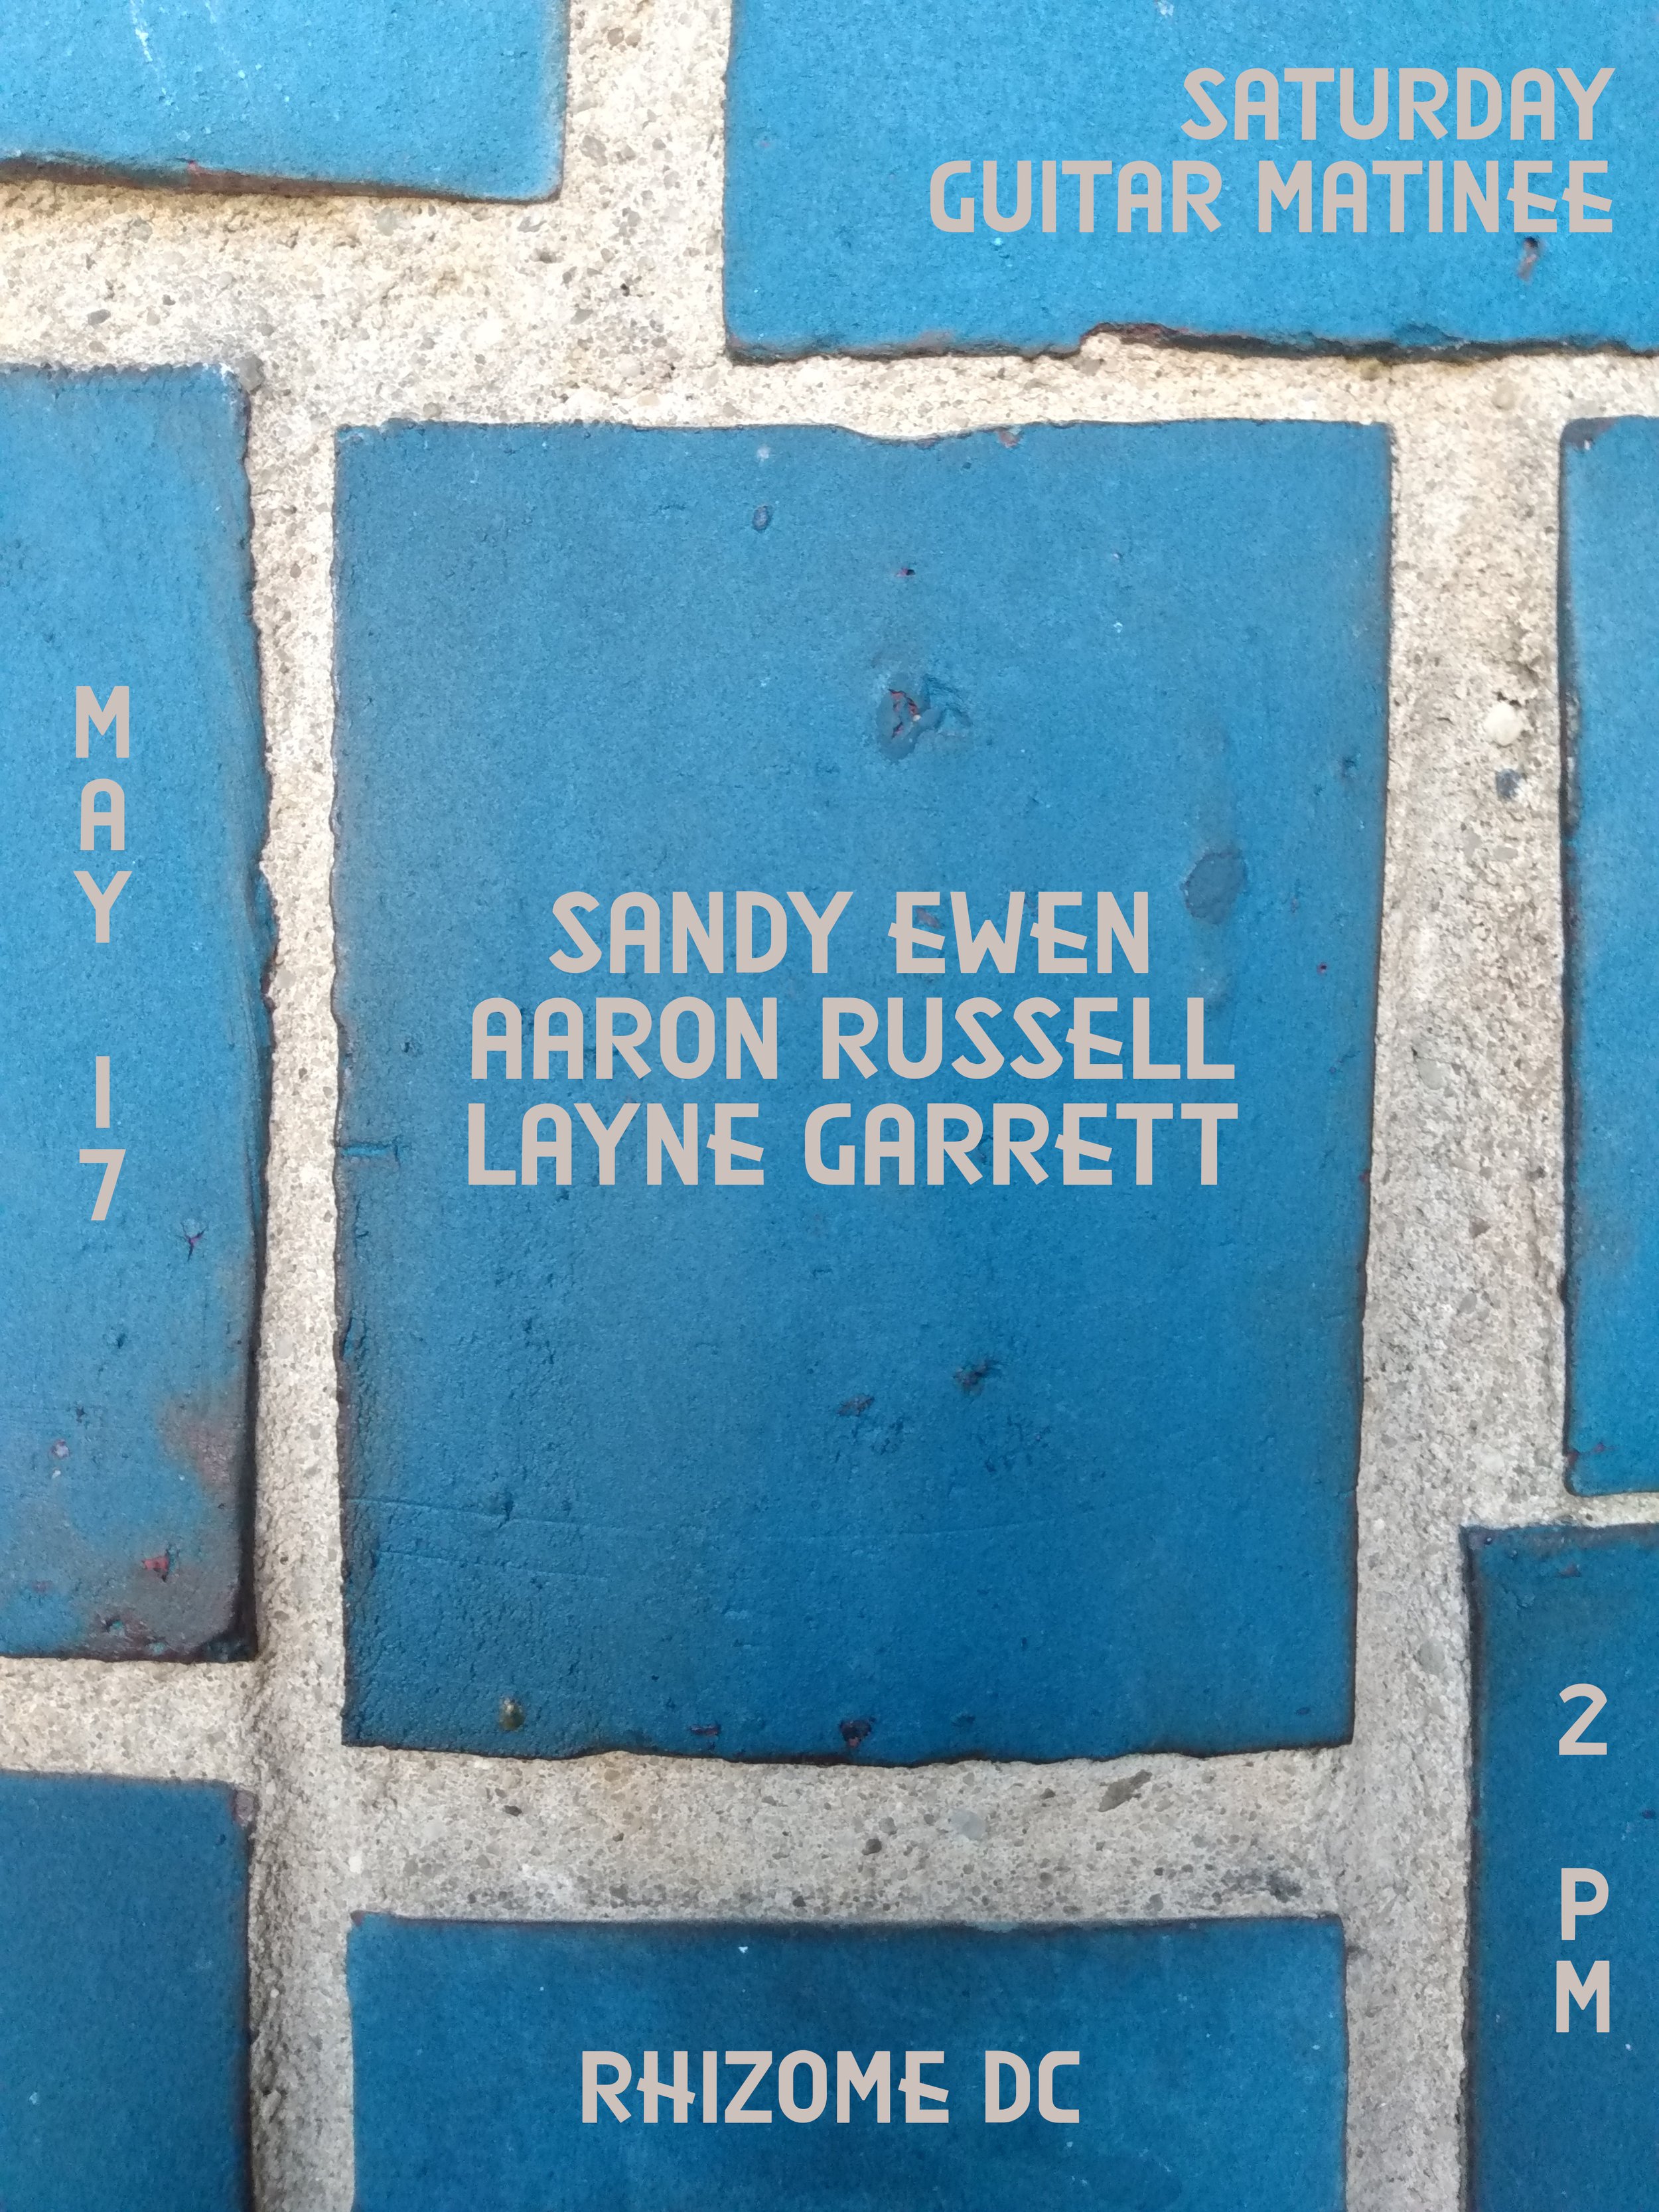 SATURDAY
GUITAR MATINEE
MAY 17
SANDY EWEN
AARON RUSSELL
LAYNE GARRETT
2 PM
RHIZOME DC